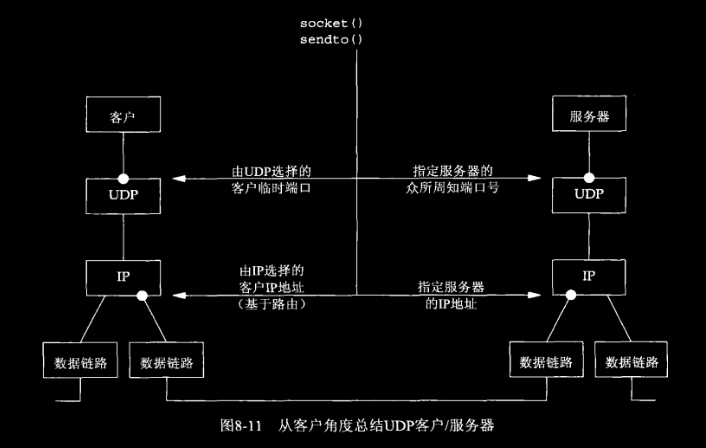 socket()
sendto()
客户
服务器
由UDP选择的
客户临时端口
指定服务器的
众所周知端口号
UDP
UDP
由IP选择的
客户IP地址
（基于路由）
指定服务器
的IP地址
IP
IP
数据链路
数据链路
数据链路
数据链路
图8-11 从客户角度总结UDP客户/服务器